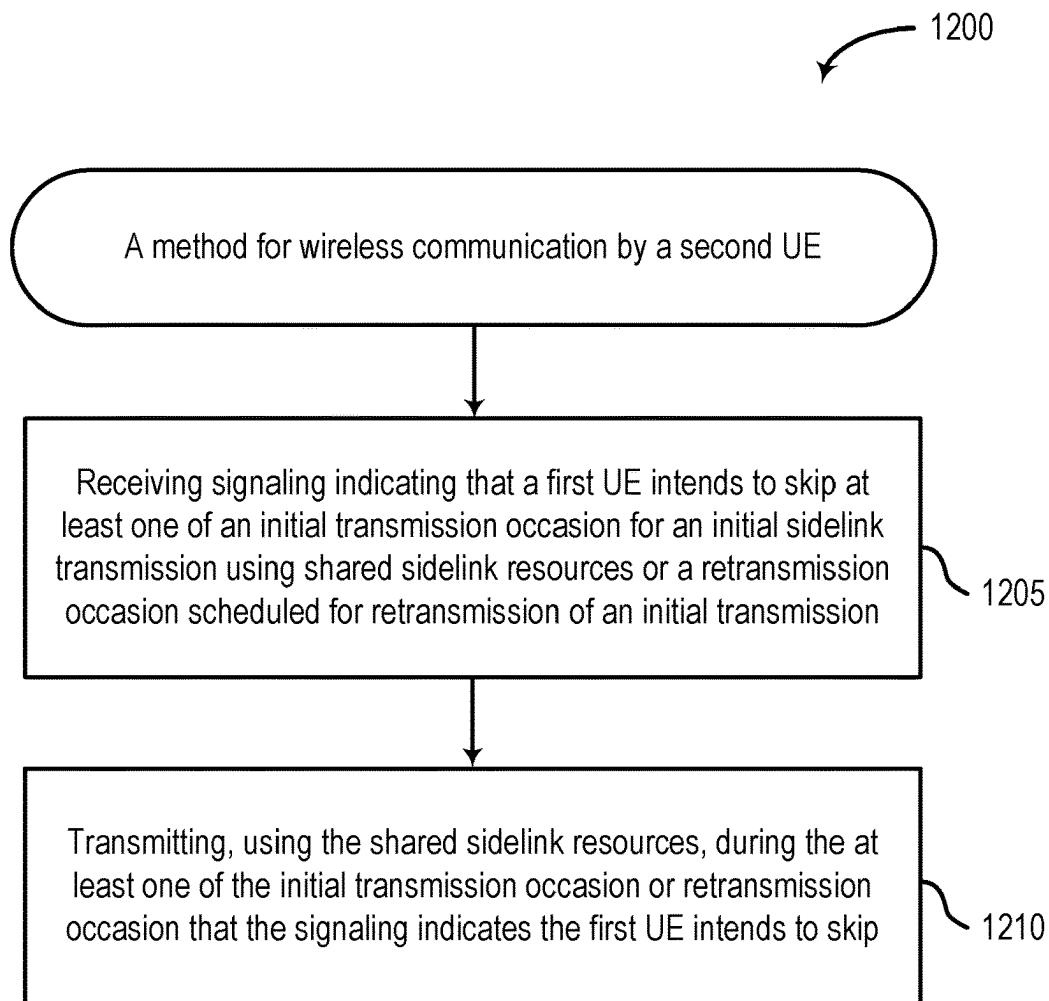 1200
A method for wireless communication by a second UE
Receiving signaling indicating that a first UE intends to skip at
least one of an initial transmission occasion for an initial sidelink
transmission using shared sidelink resources or a retransmission
occasion scheduled for retransmission of an initial transmission
1205
Transmitting, using the shared sidelink resources, during the at
least one of the initial transmission occasion or retransmission
occasion that the signaling indicates the first UE intends to skip
1210